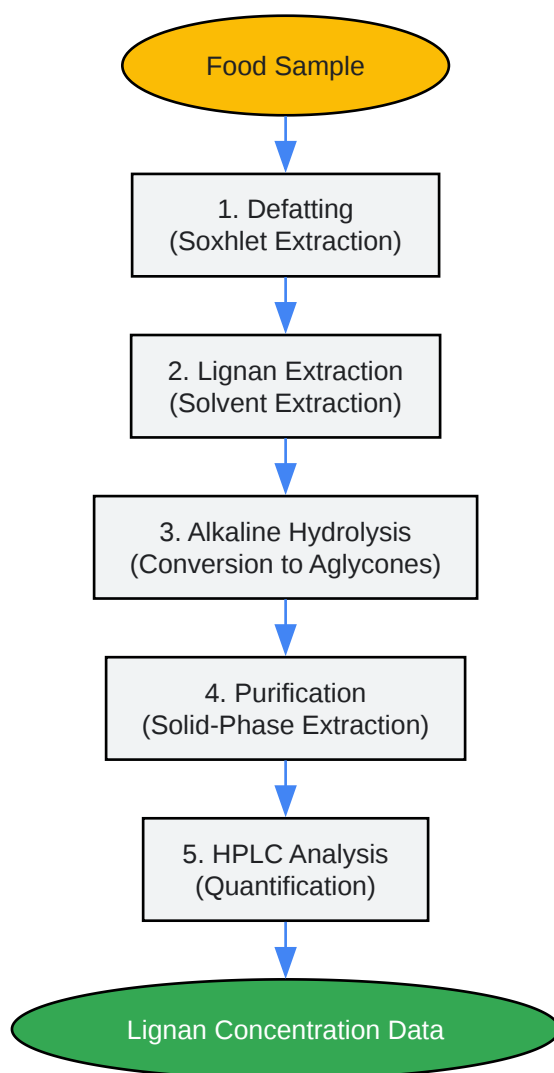 Food Sample
1. Defatting
(Soxhlet Extraction)
2. Lignan Extraction
(Solvent Extraction)
3. Alkaline Hydrolysis
(Conversion to Aglycones)
4. Purification
(Solid-Phase Extraction)
5. HPLC Analysis
(Quantification)
Lignan Concentration Data